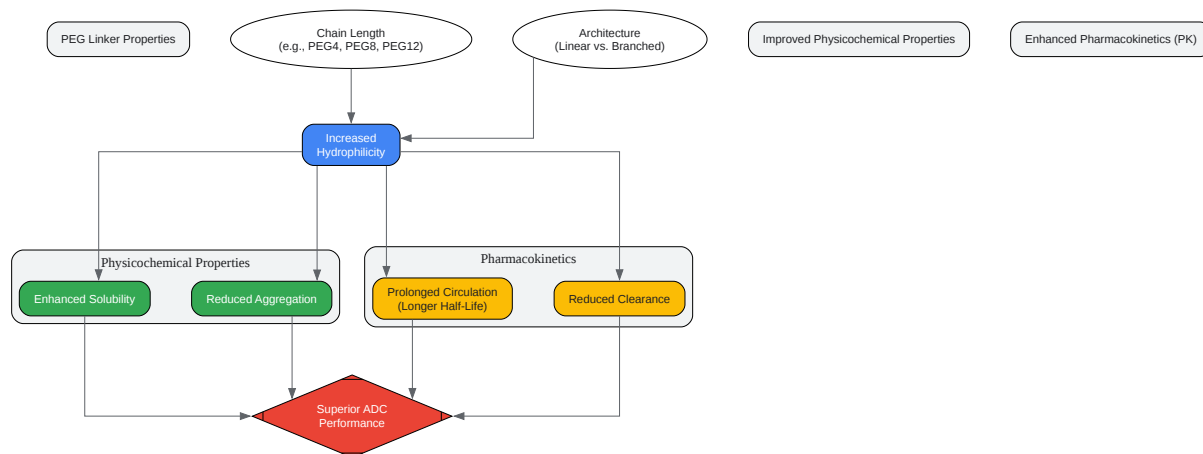 PEG Linker Properties
Chain Length
(e.g., PEG4, PEG8, PEG12)
Architecture
(Linear vs. Branched)
Improved Physicochemical Properties
Enhanced Pharmacokinetics (PK)
Increased
Hydrophilicity
Physicochemical Properties
Pharmacokinetics
Enhanced Solubility
Reduced Aggregation
Prolonged Circulation
(Longer Half-Life)
Reduced Clearance
Superior ADC
Performance